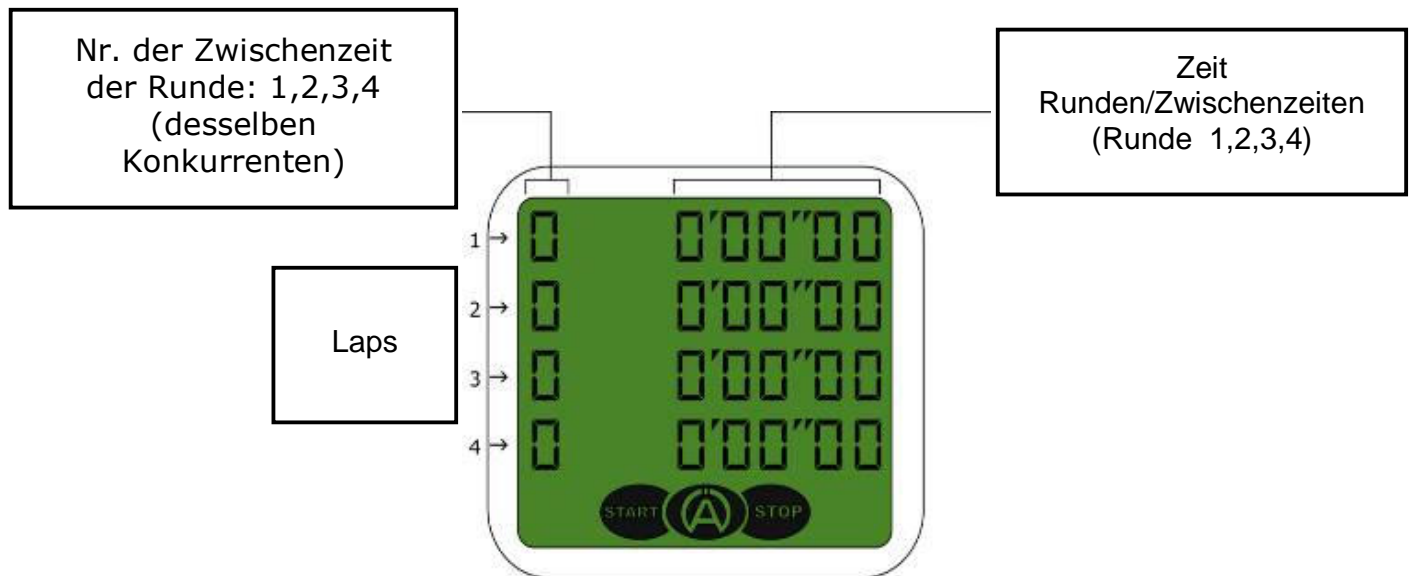 Nr. der Zwischenzeit
der Runde: 1,2,3,4
(desselben
Konkurrenten)
Zeit
Runden/Zwischenzeiten
(Runde 1,2,3,4)
Laps
1→ 0 0'00"00
2→ 0 0'00"00
3→ 0 0'00"00
4→ 0 0'00"00
START A STOP